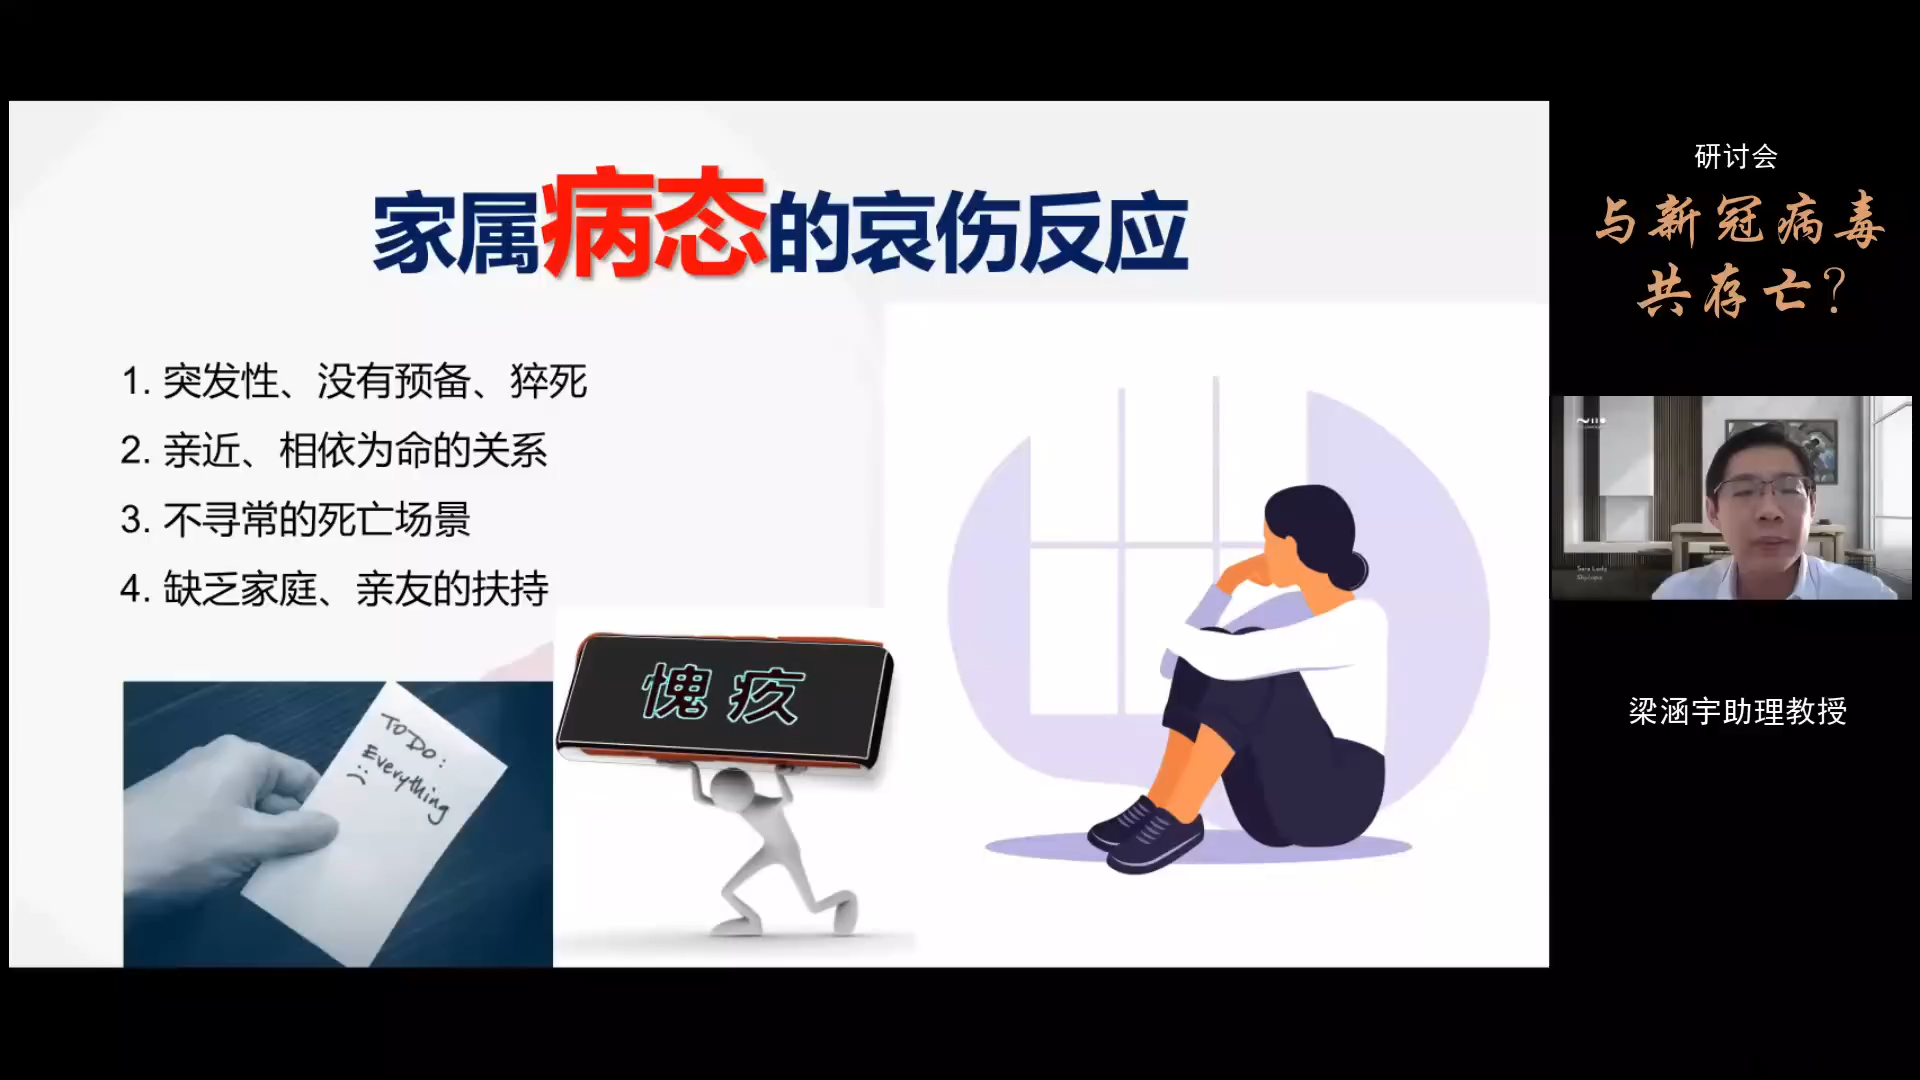 家属病态的哀伤反应
1. 突发性、没有预备、猝死
2. 亲近、相依为命的关系
3. 不寻常的死亡场景
4. 缺乏家庭、亲友的扶持
TODO:
Everything
:(
愧疚
研讨会
与新冠病毒
共存亡?
梁涵宇助理教授